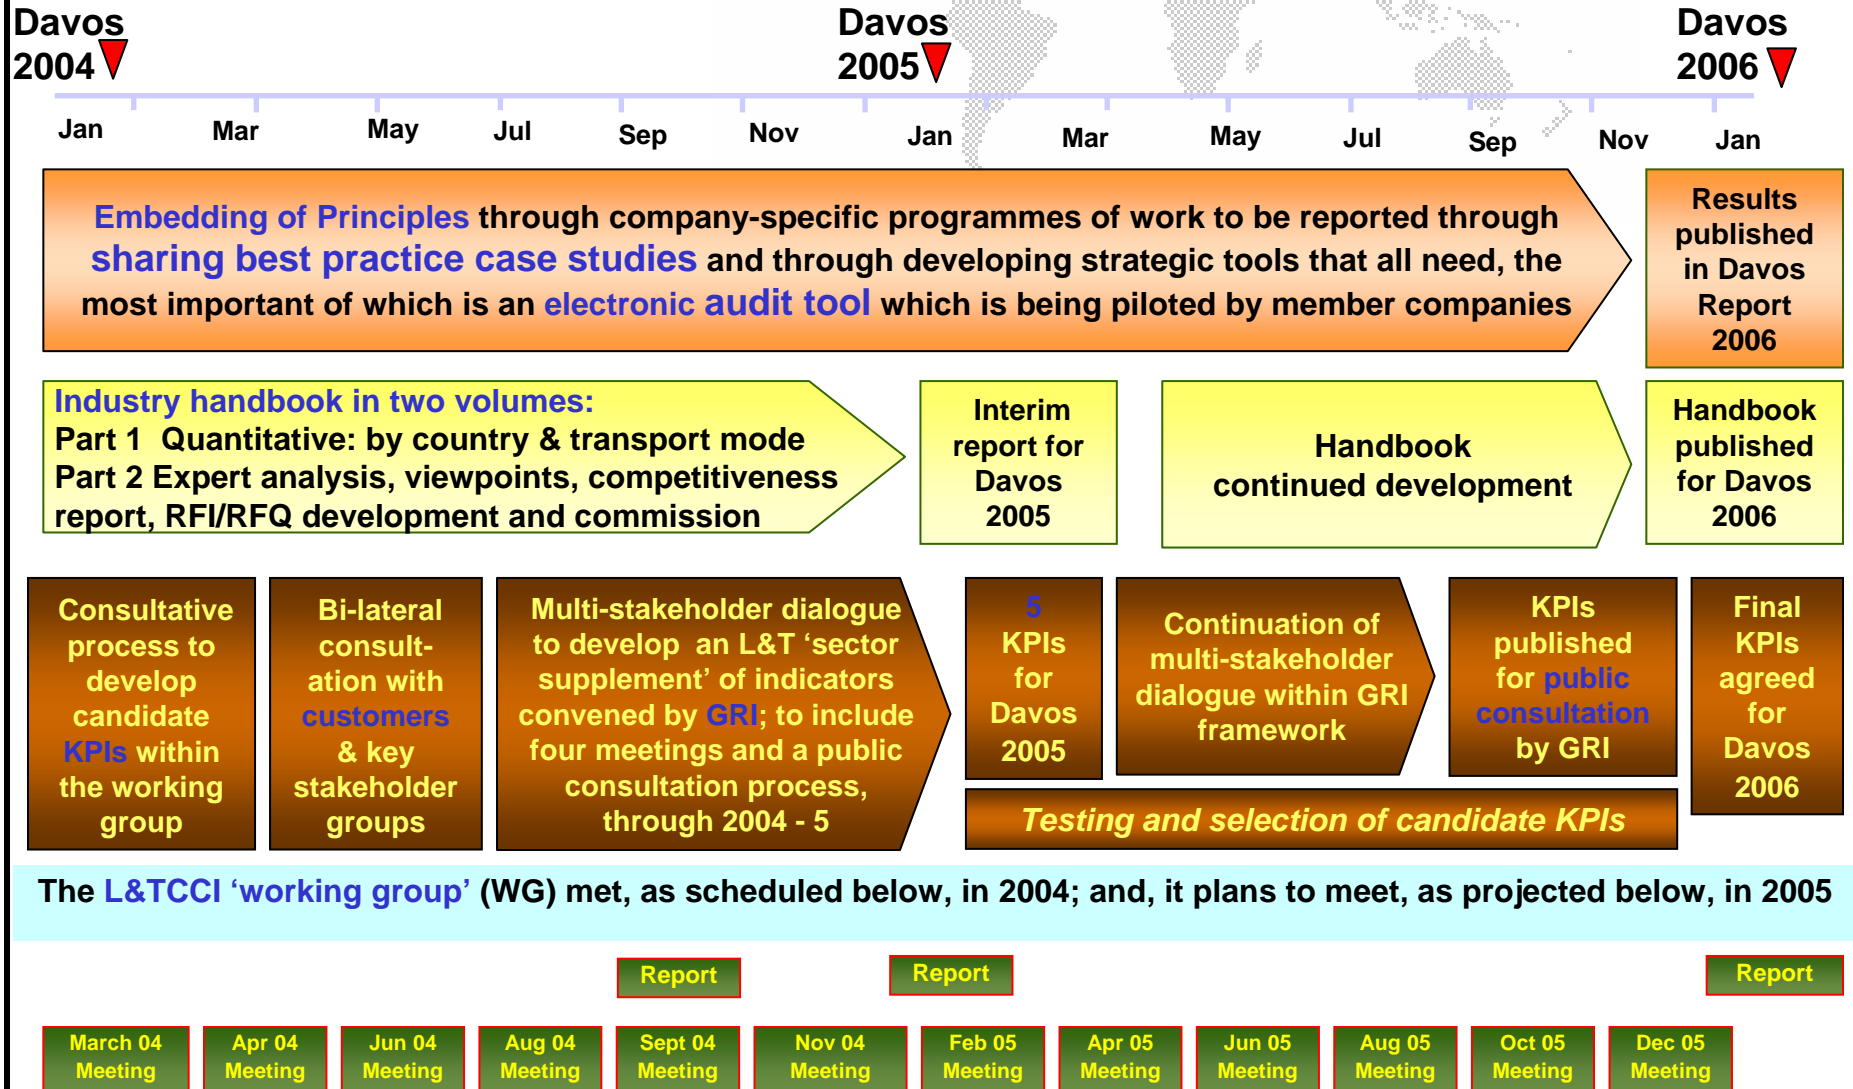 Davos
2004
Davos
2005
Davos
2006
Jan Mar May Jul Sep Nov Jan Mar May Jul Sep Nov Jan
Embedding of Principles through company-specific programmes of work to be reported through
sharing best practice case studies and through developing strategic tools that all need, the
most important of which is an electronic audit tool which is being piloted by member companies
Results
published
in Davos
Report
2006
Industry handbook in two volumes:
Part 1 Quantitative: by country & transport mode
Part 2 Expert analysis, viewpoints, competitiveness
report, RFI/RFQ development and commission
Interim
report for
Davos
2005
Handbook
continued development
Handbook
published
for Davos
2006
Consultative
process to
develop
candidate
KPIs within
the working
group
Bi-lateral
consult-
ation with
customers
& key
stakeholder
groups
Multi-stakeholder dialogue
to develop an L&T ‘sector
supplement’ of indicators
convened by GRI; to include
four meetings and a public
consultation process,
through 2004 - 5
5
KPIs
for
Davos
2005
Continuation of
multi-stakeholder
dialogue within GRI
framework
KPIs
published
for public
consultation
by GRI
Final
KPIs
agreed
for
Davos
2006
Testing and selection of candidate KPIs
The L&TCCI ‘working group’ (WG) met, as scheduled below, in 2004; and, it plans to meet, as projected below, in 2005
Report
Report
Report
March 04
Meeting
Apr 04
Meeting
Jun 04
Meeting
Aug 04
Meeting
Sept 04
Meeting
Nov 04
Meeting
Feb 05
Meeting
Apr 05
Meeting
Jun 05
Meeting
Aug 05
Meeting
Oct 05
Meeting
Dec 05
Meeting